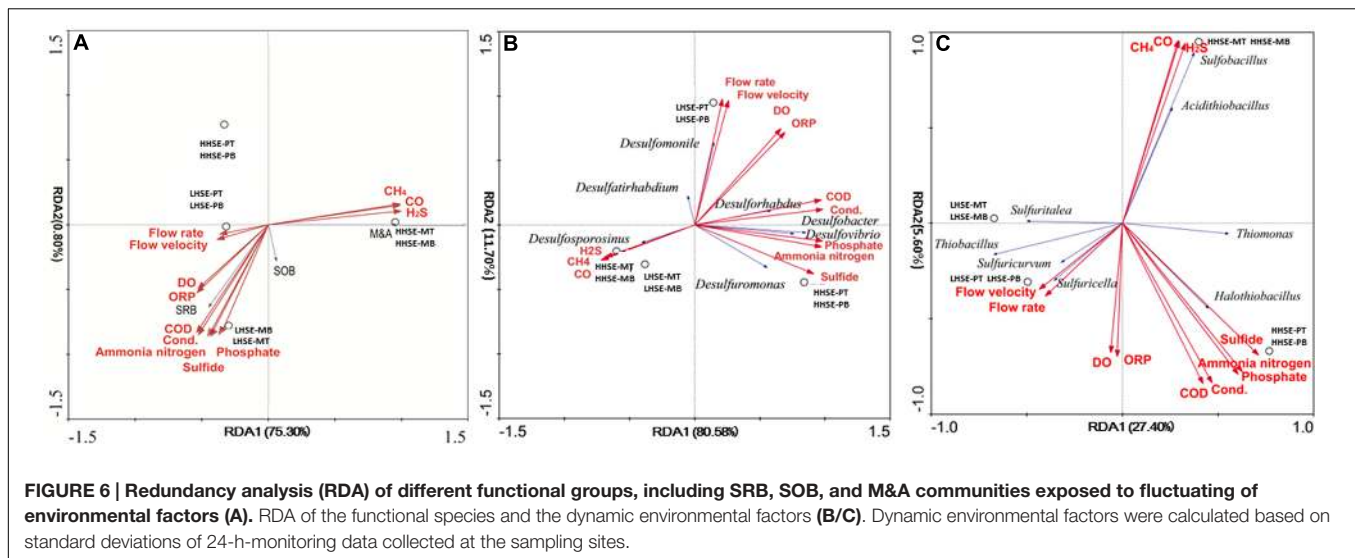 A
1.5
RDA2(0.80%)
-1.5
HHSE-PT
HHSE-PB
LHSE-PT
LHSE-PB
Flow rate
Flow velocity
CH4
CO
H2S
M&A
HHSE-MT
HHSE-MB
SOB
DO
ORP
SRB
COD
Cond.
Ammonia nitrogen
Phosphate
Sulfide
LHSE-MB
LHSE-MT
-1.5
RDA1 (75.30%)
1.5
B
1.5
RDA2 (11.70%)
-1.5
LHSE-PT
LHSE-PB
Flow rate
Flow velocity
DO
ORP
Desulfomonile
Desulfatirhabdium
Desulforhabdus
COD
Cond.
Desulfobacter
Desulfovibrio
Phosphate
Ammonia nitrogen
Sulfide
Desulfosporosinus
H2S
CH4
CO
HHSE-MT
HHSE-MB
LHSE-MT
LHSE-MB
Desulfuromonas
HHSE-PT
HHSE-PB
-1.5
RDA1 (80.58%)
1.5
C
1.0
RDA2(5.60%)
-1.0
CH4
CO
H2S
HHSE-MT HHSE-MB
Sulfobacillus
Acidithiobacillus
LHSE-MT
LHSE-MB
Sulfuritalea
Thiobacillus
Sulfuricurvum
LHSE-PT LHSE-PB
Sulfuricella
Flow velocity
Flow rate
Thiomonas
Halothiobacillus
HHSE-PT
HHSE-PB
Sulfide
Ammonia nitrogen
Phosphate
DO
ORP
COD
Cond.
-1.0
RDA1 (27.40%)
1.0
FIGURE 6 | Redundancy analysis (RDA) of different functional groups, including SRB, SOB, and M&A communities exposed to fluctuating of
environmental factors (A). RDA of the functional species and the dynamic environmental factors (B/C). Dynamic environmental factors were calculated based on
standard deviations of 24-h-monitoring data collected at the sampling sites.